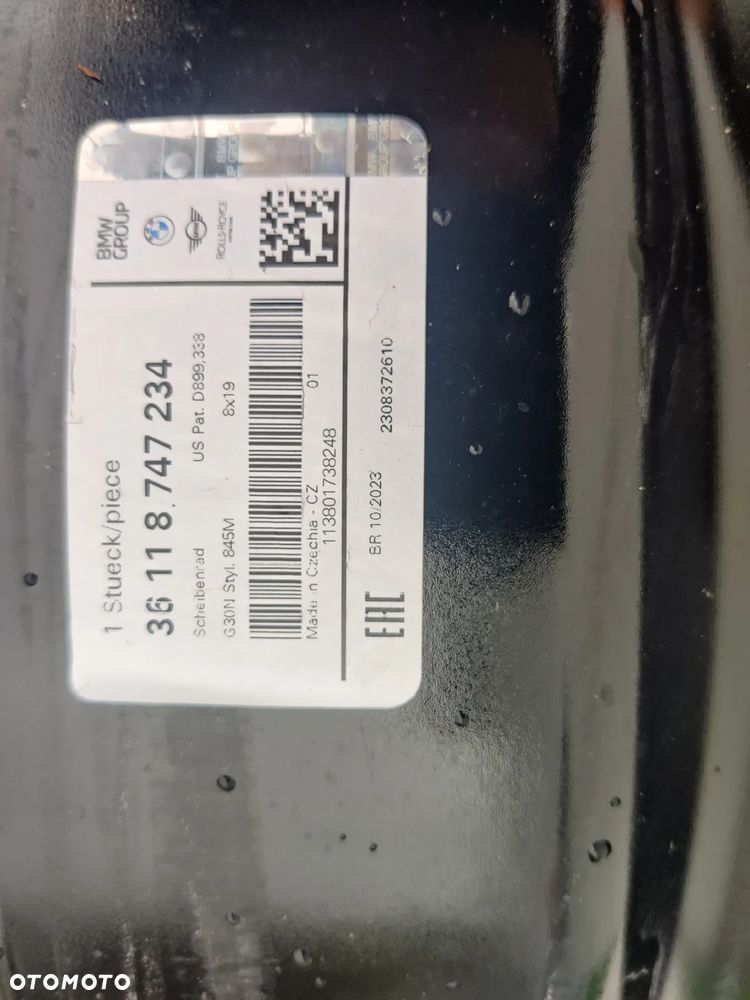 BMW
GROUP
ROLLS-ROYCE
1 Stueck/piece
36 11 8 747 234
Scheibenrad US Pat. D899,338
G30N Styl. 845M 8x19
Made in Czechia - CZ 01
113801738248
BR 10/2023 2308372610
EAC
OTOMOTO